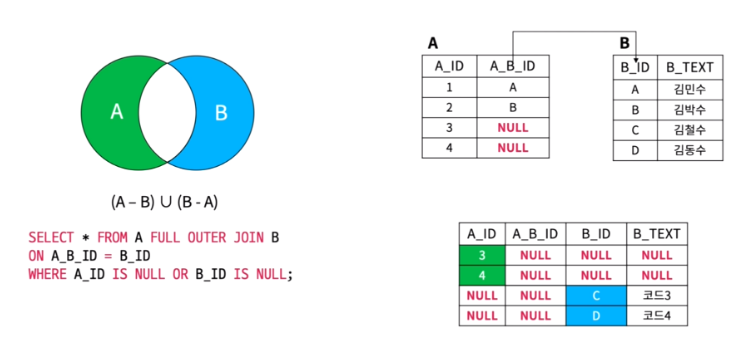 A B
(A – B) ∪ (B - A)
SELECT * FROM A FULL OUTER JOIN B
ON A_B_ID = B_ID
WHERE A_ID IS NULL OR B_ID IS NULL;
A
A_ID A_B_ID
1 A
2 B
3 NULL
4 NULL
B
B_ID B_TEXT
A 김민수
B 김박수
C 김철수
D 김동수
A_ID A_B_ID B_ID B_TEXT
3 NULL NULL NULL
4 NULL NULL NULL
NULL NULL C 코드3
NULL NULL D 코드4